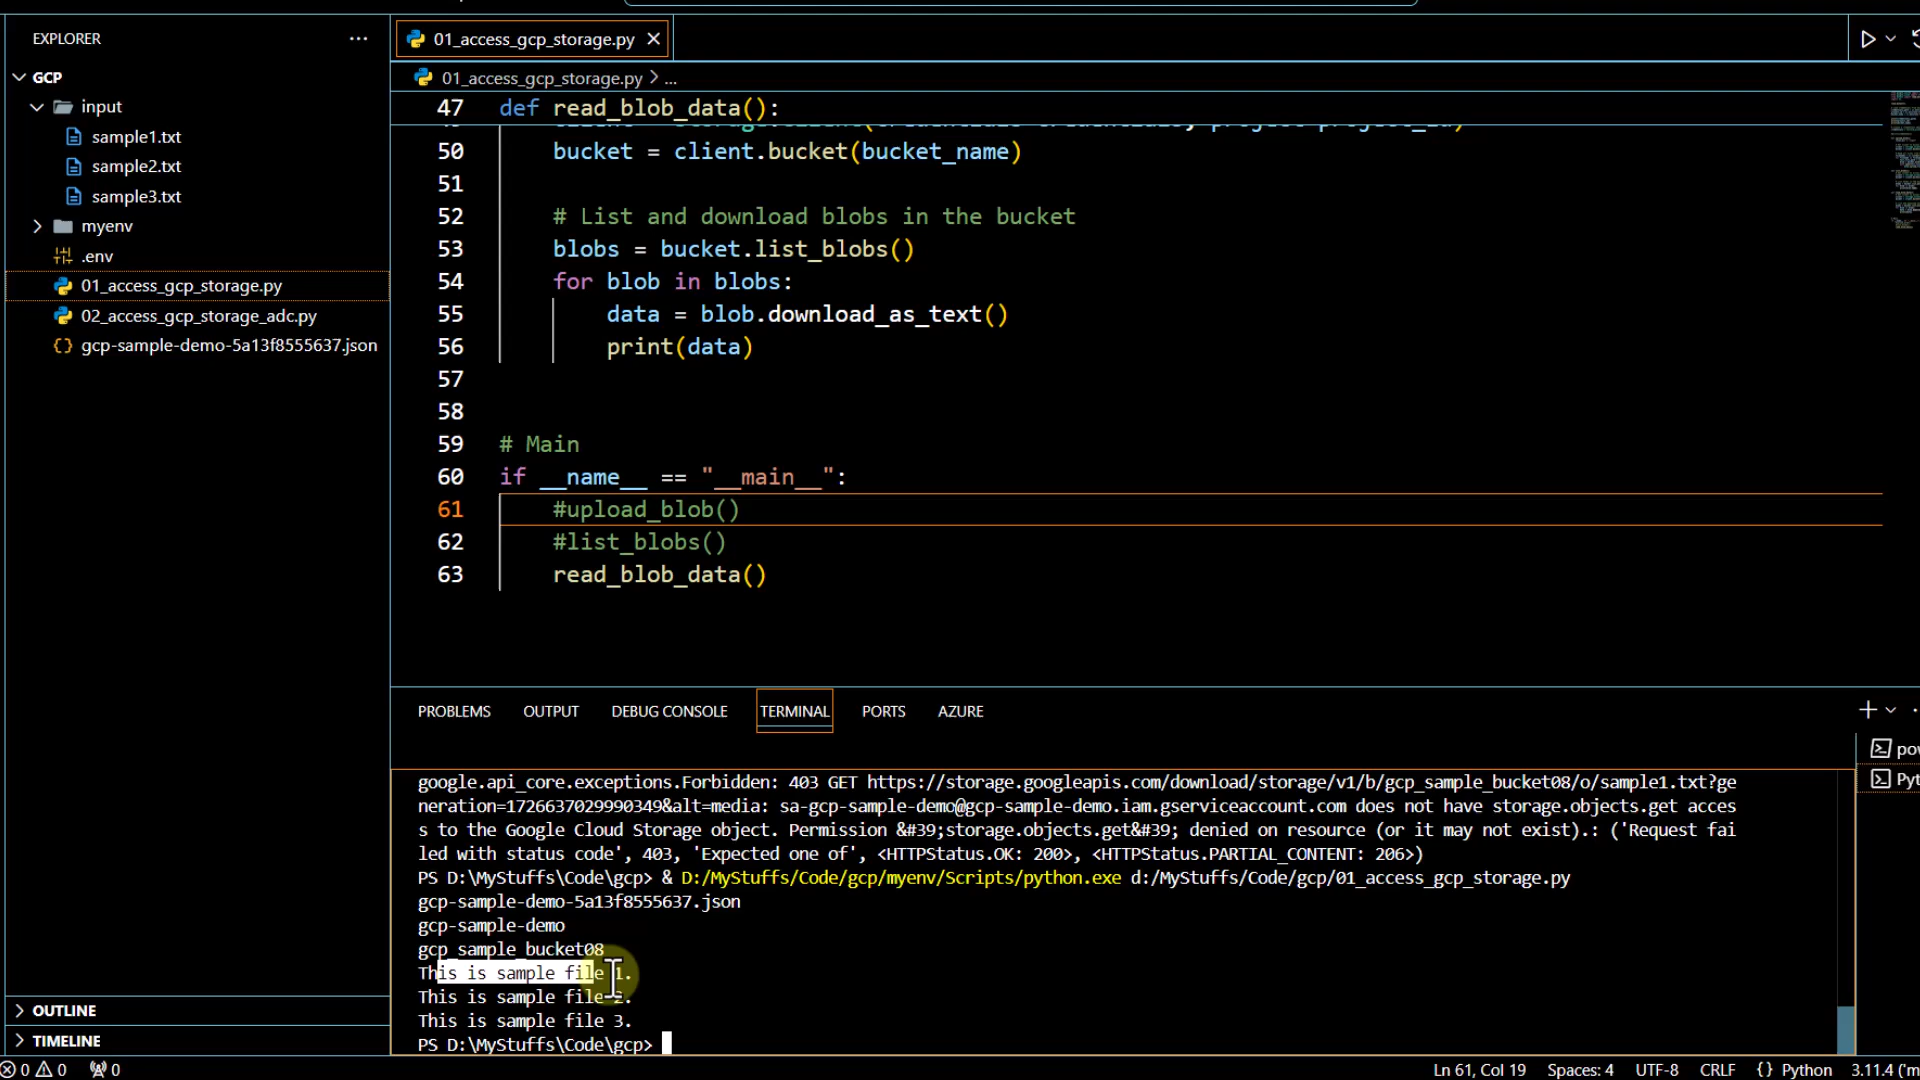 EXPLORER
GCP
input
sample1.txt
sample2.txt
sample3.txt
myenv
.env
01_access_gcp_storage.py
02_access_gcp_storage_adc.py
{} gcp-sample-demo-5a13f8555637.json
OUTLINE
TIMELINE
01_access_gcp_storage.py
01_access_gcp_storage.py > ...
47 def read_blob_data():
50 bucket = client.bucket(bucket_name)
51
52 # List and download blobs in the bucket
53 blobs = bucket.list_blobs()
54 for blob in blobs:
55 data = blob.download_as_text()
56 print(data)
57
58
59 # Main
60 if __name__ == "__main__":
61 #upload_blob()
62 #list_blobs()
63 read_blob_data()
PROBLEMS OUTPUT DEBUG CONSOLE TERMINAL PORTS AZURE
google.api_core.exceptions.Forbidden: 403 GET https://storage.googleapis.com/download/storage/v1/b/gcp_sample_bucket08/o/sample1.txt?ge
neration=1726637029990349&alt=media: sa-gcp-sample-demo@gcp-sample-demo.iam.gserviceaccount.com does not have storage.objects.get acces
s to the Google Cloud Storage object. Permission &#39;storage.objects.get&#39; denied on resource (or it may not exist).: ('Request fai
led with status code', 403, 'Expected one of', <HTTPStatus.OK: 200>, <HTTPStatus.PARTIAL_CONTENT: 206>)
PS D:\MyStuffs\Code\gcp> & D:/MyStuffs/Code/gcp/myenv/Scripts/python.exe d:/MyStuffs/Code/gcp/01_access_gcp_storage.py
gcp-sample-demo-5a13f8555637.json
gcp-sample-demo
gcp_sample_bucket08
This is sample file 1.
This is sample file 2.
This is sample file 3.
PS D:\MyStuffs\Code\gcp>
0 0 0
Ln 61, Col 19 Spaces: 4 UTF-8 CRLF {} Python 3.11.4 ('m